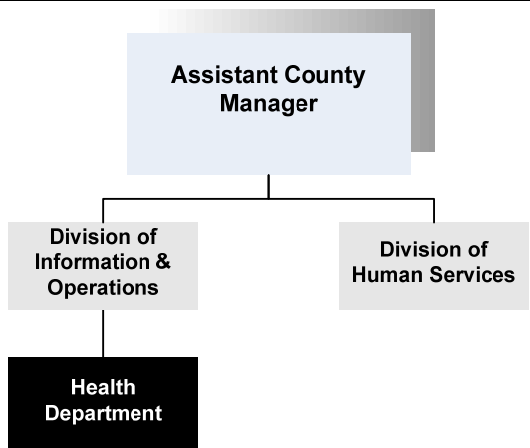 Assistant County
Manager
Division of
Information &
Operations
Division of
Human Services
Health
Department